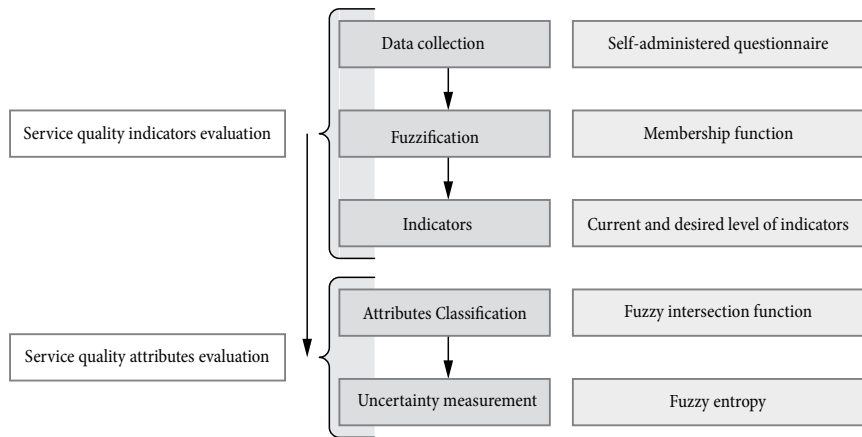 Data collection
Self-administered questionnaire
Service quality indicators evaluation
Fuzzification
Membership function
Indicators
Current and desired level of indicators
Attributes Classification
Fuzzy intersection function
Service quality attributes evaluation
Uncertainty measurement
Fuzzy entropy